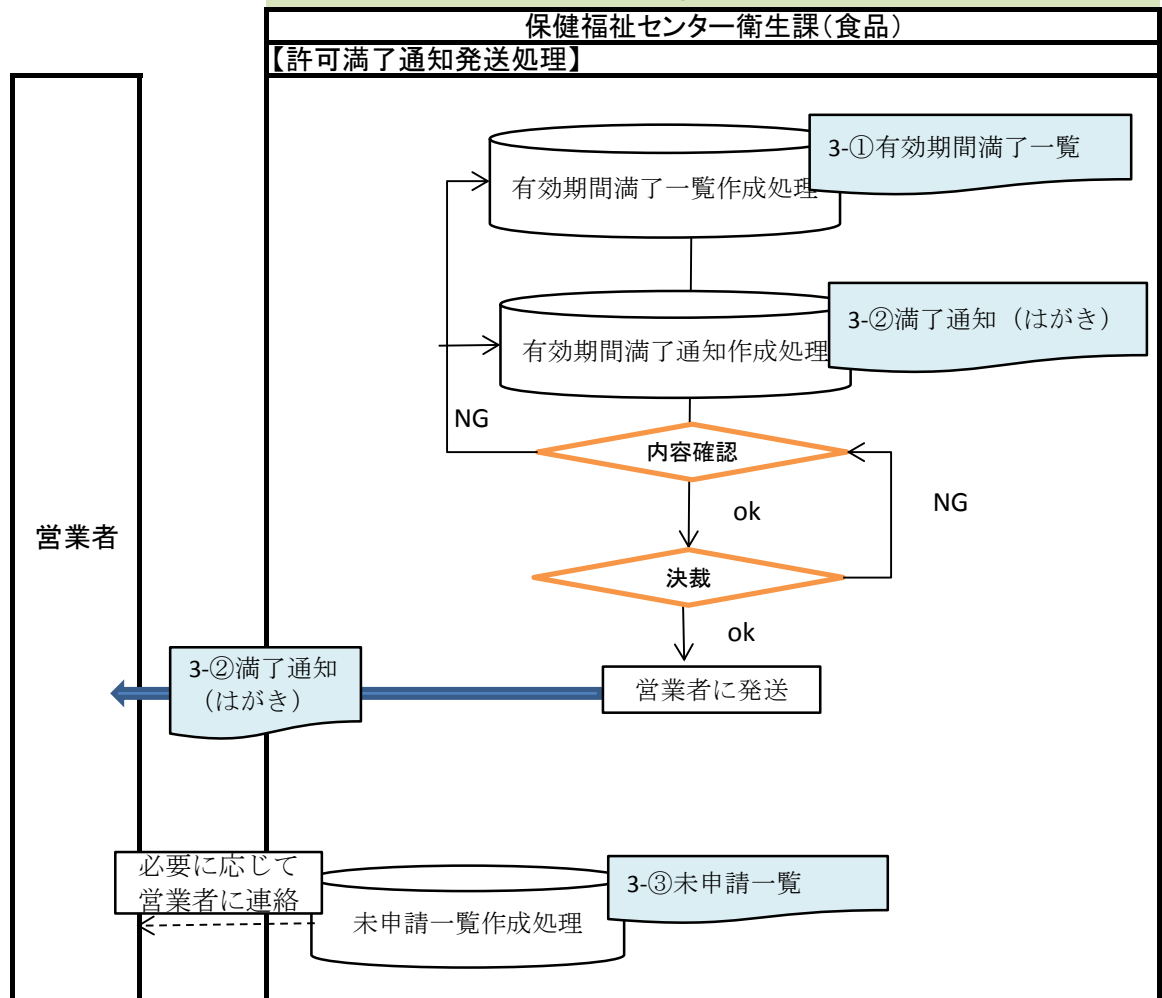 保健福祉センター衛生課(食品)
【許可満了通知発送処理】
営業者
3-①有効期間満了一覧
有効期間満了一覧作成処理
3-②満了通知（はがき）
有効期間満了通知作成処理
NG
内容確認
ok
NG
決裁
ok
3-②満了通知
（はがき）
営業者に発送
必要に応じて
営業者に連絡
3-③未申請一覧
未申請一覧作成処理